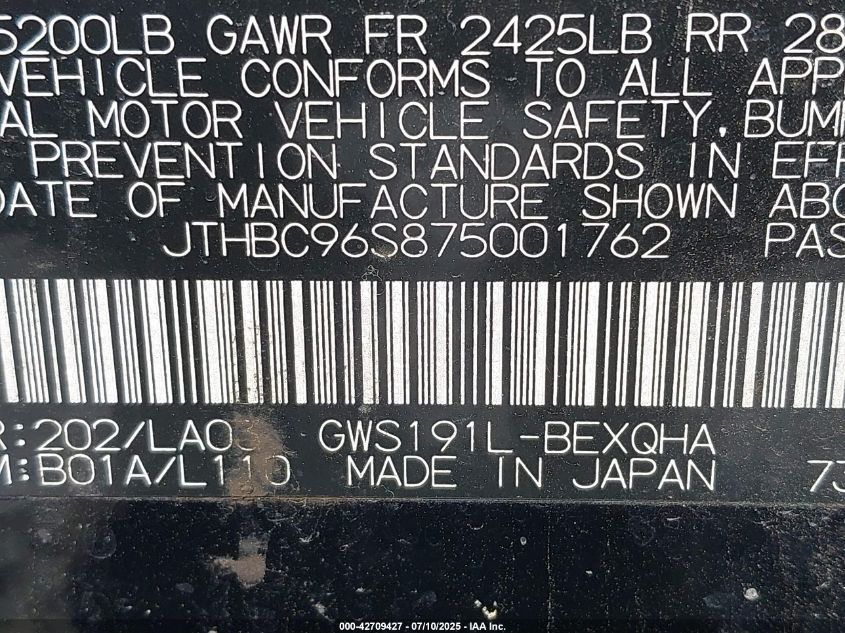 5200LB GAWR FR 2425LB RR 28
VEHICLE CONFORMS TO ALL APP
AL MOTOR VEHICLE SAFETY, BUM
PREVENTION STANDARDS IN EFF
DATE OF MANUFACTURE SHOWN ABO
JTHBC96S875001762 PAS
R:202/LA03 GWS191L-BEXQHA
M:B01A/L110 MADE IN JAPAN 73
000-42709427 - 07/10/2025 - IAA Inc.